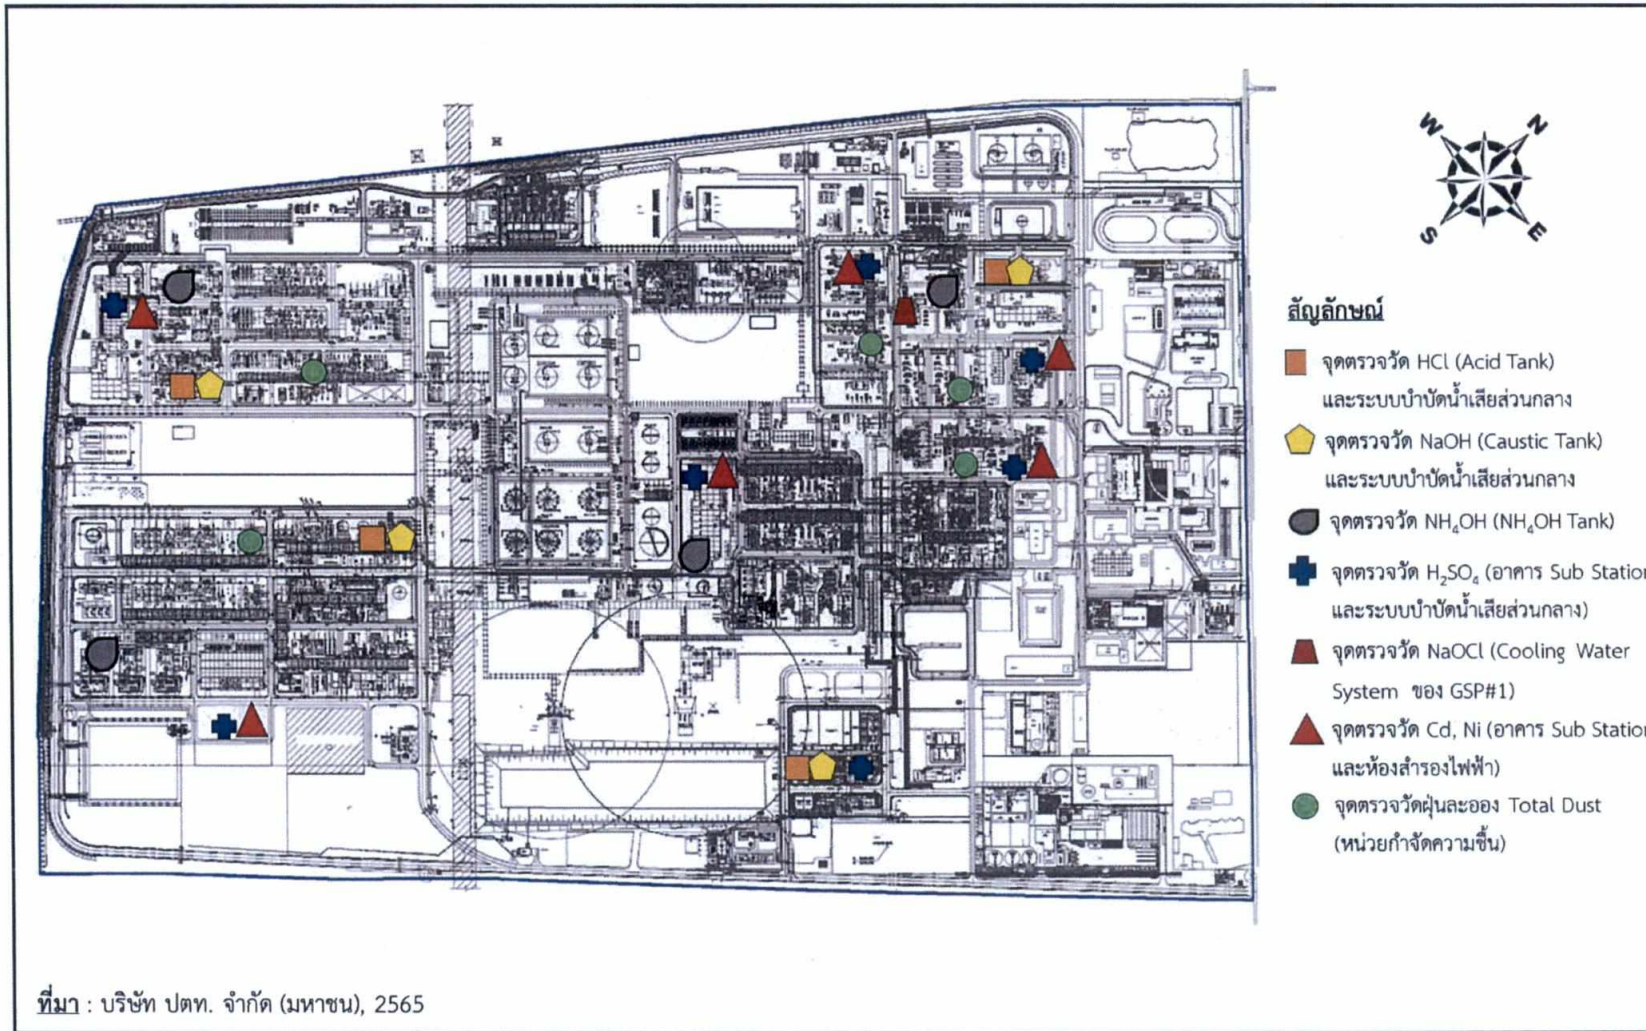 W
N
S
E
สัญลักษณ์
จุดตรวจวัด HCl (Acid Tank)
และระบบบำบัดน้ำเสียส่วนกลาง
จุดตรวจวัด NaOH (Caustic Tank)
และระบบบำบัดน้ำเสียส่วนกลาง
จุดตรวจวัด NH₄OH (NH₄OH Tank)
จุดตรวจวัด H₂SO₄ (อาคาร Sub Station
และระบบบำบัดน้ำเสียส่วนกลาง)
จุดตรวจวัด NaOCl (Cooling Water
System ของ GSP#1)
จุดตรวจวัด Cd, Ni (อาคาร Sub Station
และห้องสำรองไฟฟ้า)
จุดตรวจวัดฝุ่นละออง Total Dust
(หน่วยกำจัดความชื้น)
ที่มา : บริษัท ปตท. จำกัด (มหาชน), 2565